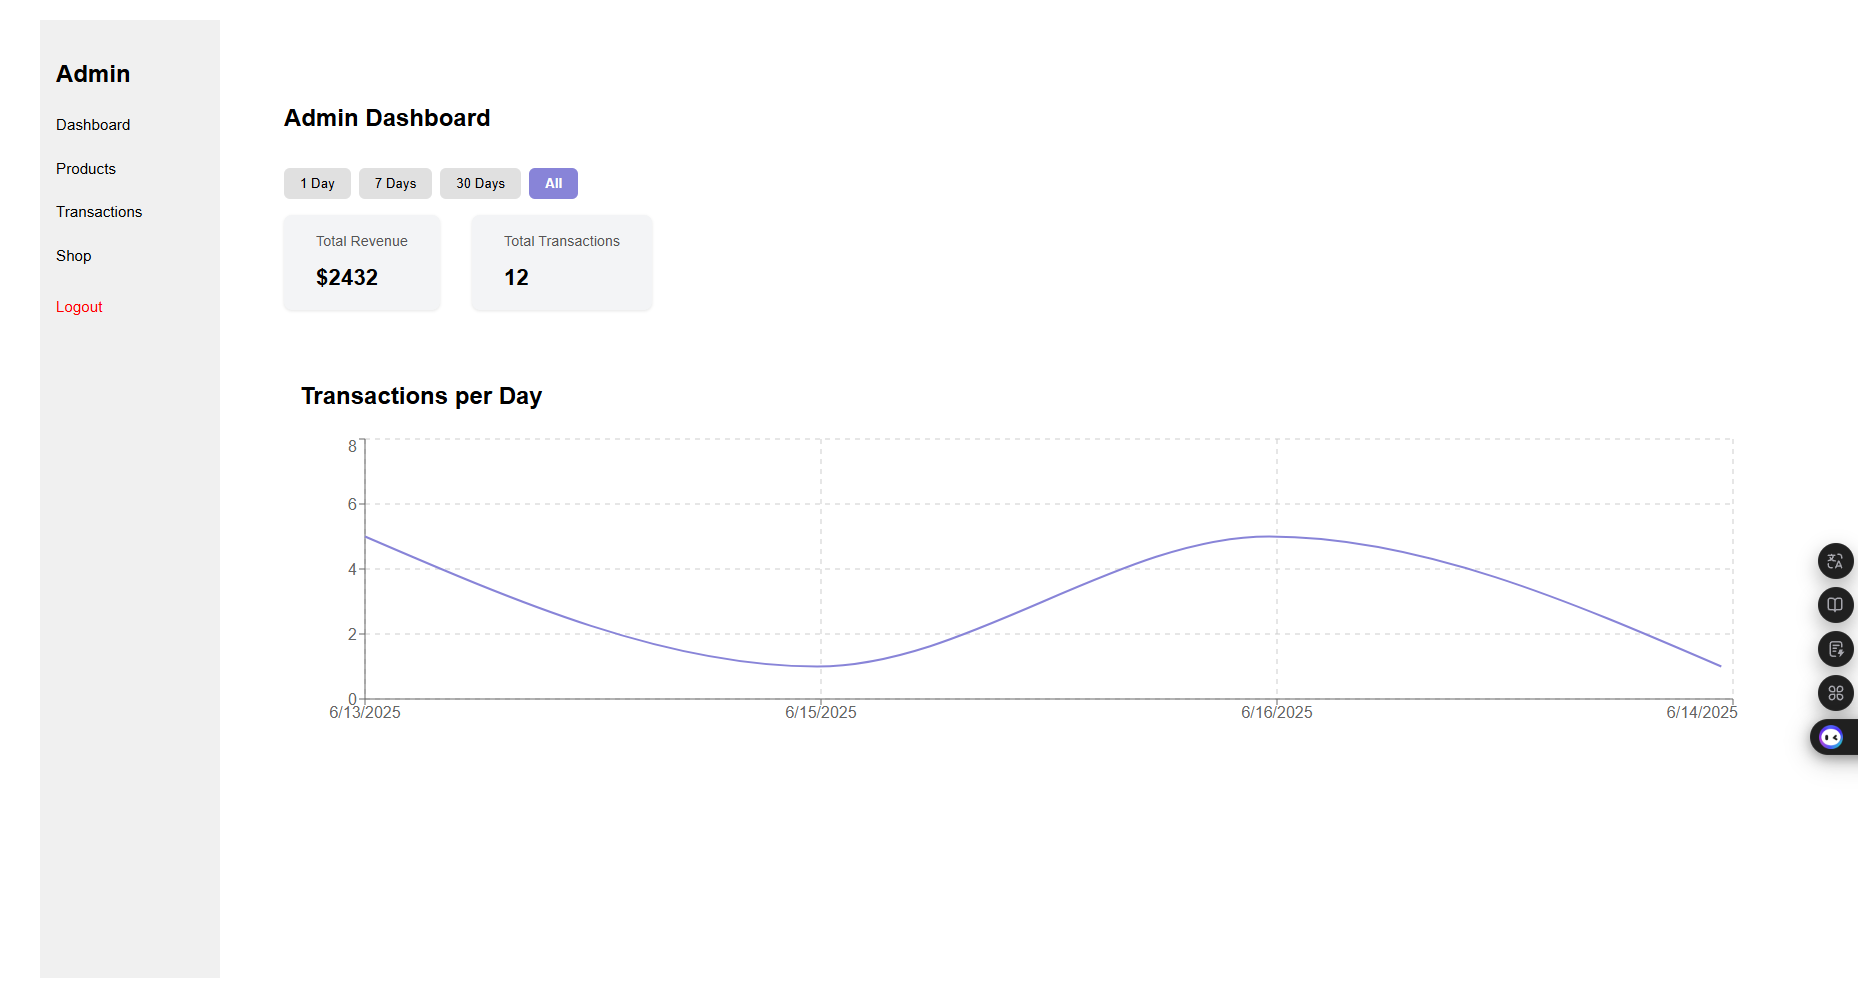 Admin
Dashboard
Products
Transactions
Shop
Logout
Admin Dashboard
1 Day 7 Days 30 Days All
Total Revenue
$2432
Total Transactions
12
Transactions per Day
8
6
4
2
0
6/13/2025 6/15/2025 6/16/2025 6/14/2025